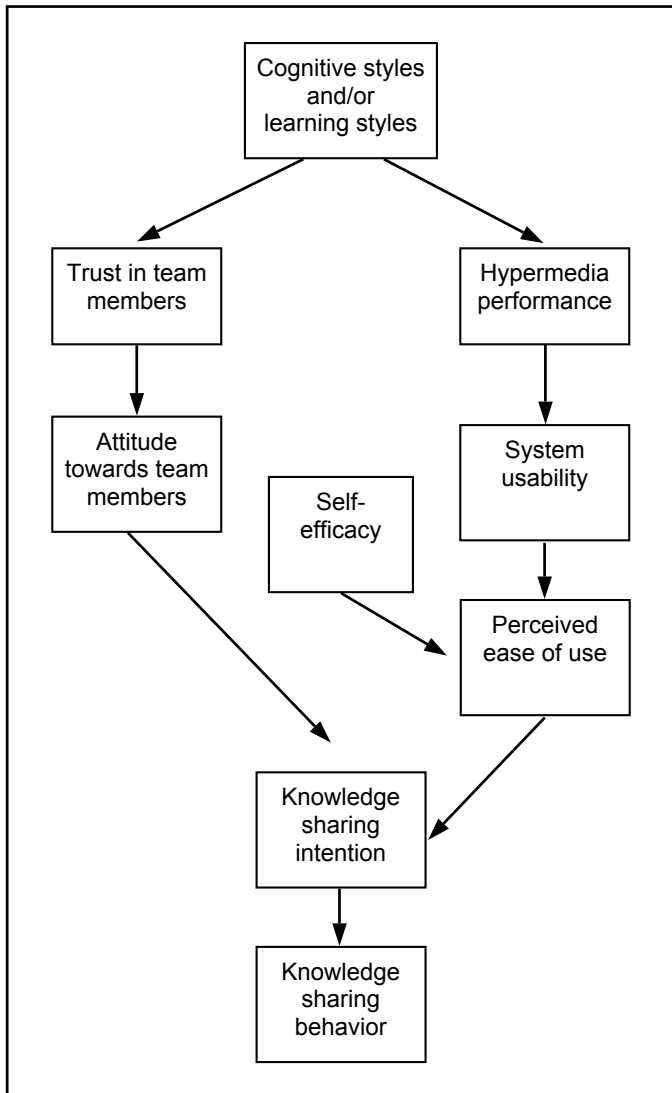 Cognitive styles
and/or
learning styles
Trust in team
members
Hypermedia
performance
Attitude
towards team
members
System
usability
Self-
efficacy
Perceived
ease of use
Knowledge
sharing
intention
Knowledge
sharing
behavior